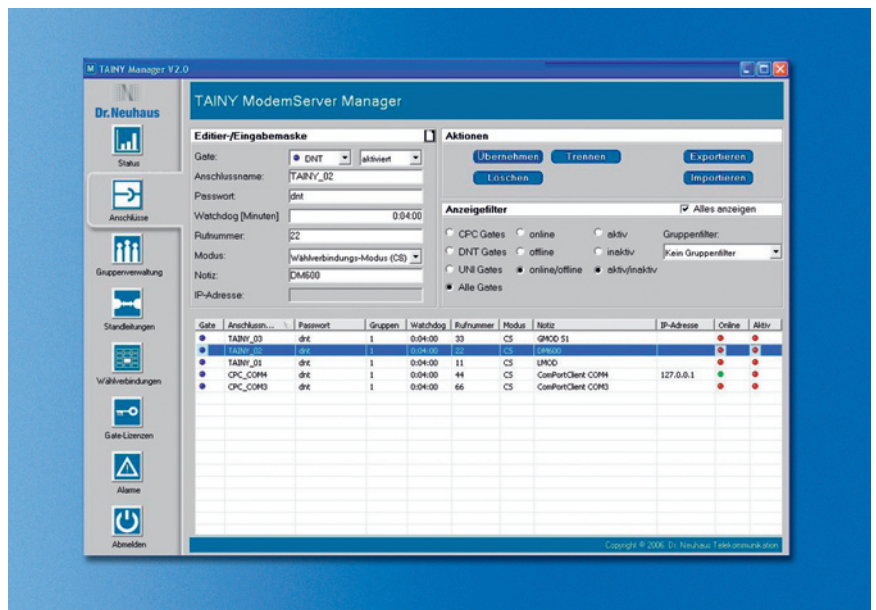 TAINY Manager V2.0
Dr.Neuhaus
TAINY ModemServer Manager
Status
Anschlüsse
Gruppenverwaltung
Standleitungen
Wählverbindungen
Gate-Lizenzen
Alarme
Abmelden
Editier-/Eingabemaske
Gate: DNT aktiviert
Anschlussname: TAINY_02
Passwort: dnt
Watchdog [Minuten] 0:04:00
Rufnummer: 22
Modus: Wählverbindungs-Modus (CS)
Notiz: DM600
IP-Adresse:
Aktionen
Übernehmen Trennen Exportieren
Löschen Importieren
Anzeigefilter Alles anzeigen
CPC Gates online aktiv Gruppenfilter:
DNT Gates offline inaktiv Kein Gruppenfilter
UNI Gates online/offline aktiv/inaktiv
Alle Gates
Gate Anschlussn... Passwort Gruppen Watchdog Rufnummer Modus Notiz IP-Adresse Online Aktiv
TAINY_03 dnt 1 0:04:00 33 CS GMOD S1
TAINY_02 dnt 1 0:04:00 22 CS DM600
TAINY_01 dnt 1 0:04:00 11 CS LMOD
CPC_COM4 dnt 1 0:04:00 44 CS ComPortClient COM4 127.0.0.1
CPC_COM3 dnt 1 0:04:00 66 CS ComPortClient COM3
Copyright © 2006 Dr. Neuhaus Telekommunikation